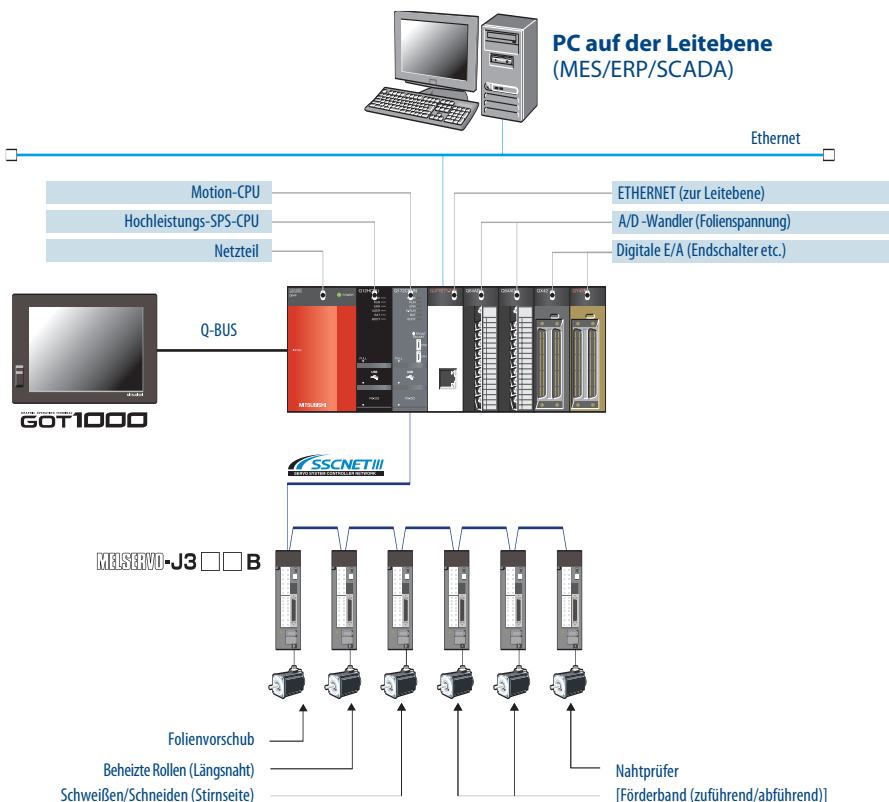 PC auf der Leitebene
(MES/ERP/SCADA)
Ethernet
Motion-CPU
ETHERNET (zur Leitebene)
Hochleistungs-SPS-CPU
A/D -Wandler (Folienspannung)
Netzteil
Digitale E/A (Endschalter etc.)
Q-BUS
MITSUBISHI
GOT1000
SSCNET III
SERVO SYSTEM CONTROLLER NETWORK
MELSERVO-J3□□B
Folienvorschub
Beheizte Rollen (Längsnaht)
Nahtprüfer
Schweißen/Schneiden (Stirnseite)
[Förderband (zuführend/abführend)]